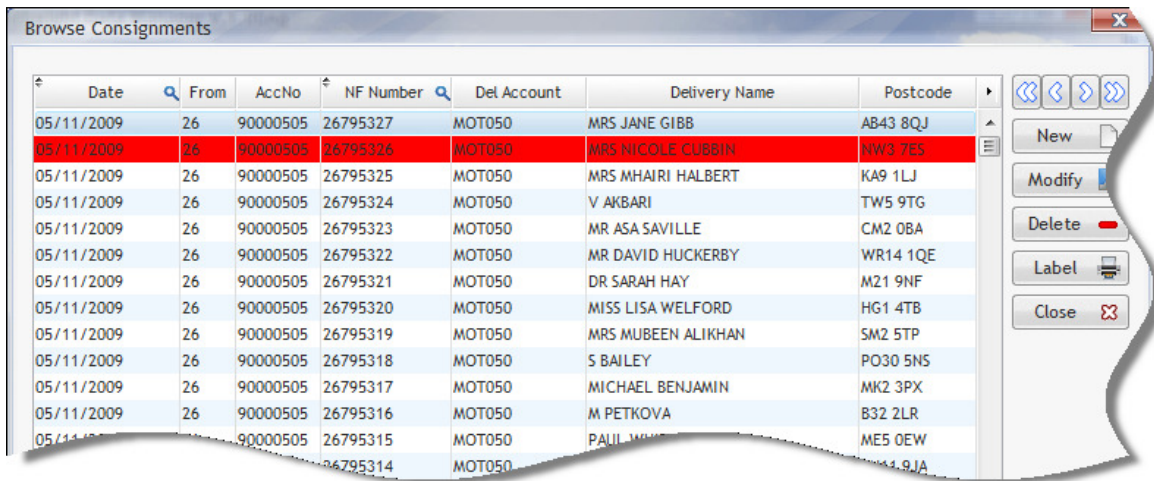 Browse Consignments
Date From AccNo NF Number Del Account Delivery Name Postcode
05/11/2009 26 90000505 26795327 MOT050 MRS JANE GIBB AB43 8QJ
05/11/2009 26 90000505 26795326 MOT050 MRS NICOLE CUBBIN NW3 7ES
05/11/2009 26 90000505 26795325 MOT050 MRS MHAIRI HALBERT KA9 1LJ
05/11/2009 26 90000505 26795324 MOT050 V AKBARI TW5 9TG
05/11/2009 26 90000505 26795323 MOT050 MR ASA SAVILLE CM2 0BA
05/11/2009 26 90000505 26795322 MOT050 MR DAVID HUCKERBY WR14 1QE
05/11/2009 26 90000505 26795321 MOT050 DR SARAH HAY M21 9NF
05/11/2009 26 90000505 26795320 MOT050 MISS LISA WELFORD HG1 4TB
05/11/2009 26 90000505 26795319 MOT050 MRS MUBEEN ALIKHAN SM2 5TP
05/11/2009 26 90000505 26795318 MOT050 S BAILEY PO30 5NS
05/11/2009 26 90000505 26795317 MOT050 MICHAEL BENJAMIN MK2 3PX
05/11/2009 26 90000505 26795316 MOT050 M PETKOVA B32 2LR
90000505 26795315 MOT050 PAUL ME5 0EW
26795314 MOT050 9JA
New
Modify
Delete
Label
Close